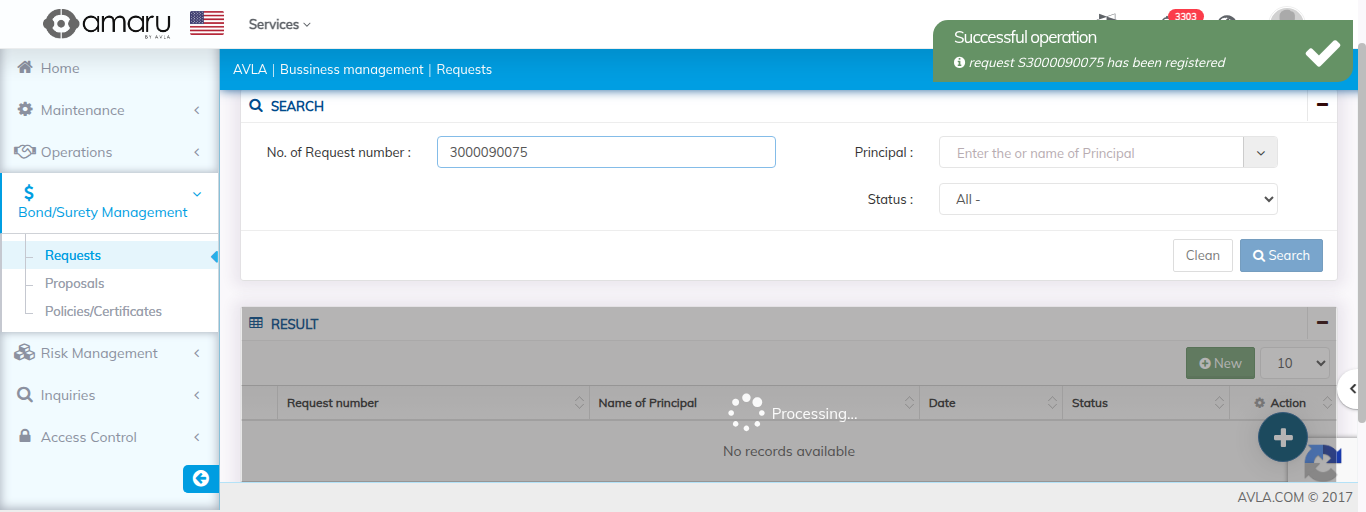 amaru
BY AVLA
Services
3303
Successful operation
request S3000090075 has been registered
Home
Maintenance
Operations
$
Bond/Surety Management
Requests
Proposals
Policies/Certificates
Risk Management
Inquiries
Access Control
AVLA | Bussiness management | Requests
SEARCH
No. of Request number :
3000090075
Principal :
Enter the or name of Principal
Status :
All -
Clean
Search
RESULT
New
10
Request number
Name of Principal
Date
Status
Action
Processing...
No records available
AVLA.COM © 2017